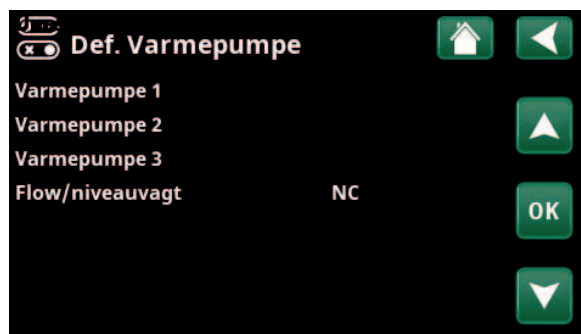 Def. Varmepumpe
Varmepumpe 1
Varmepumpe 2
Varmepumpe 3
Flow/niveauvagt NC
OK